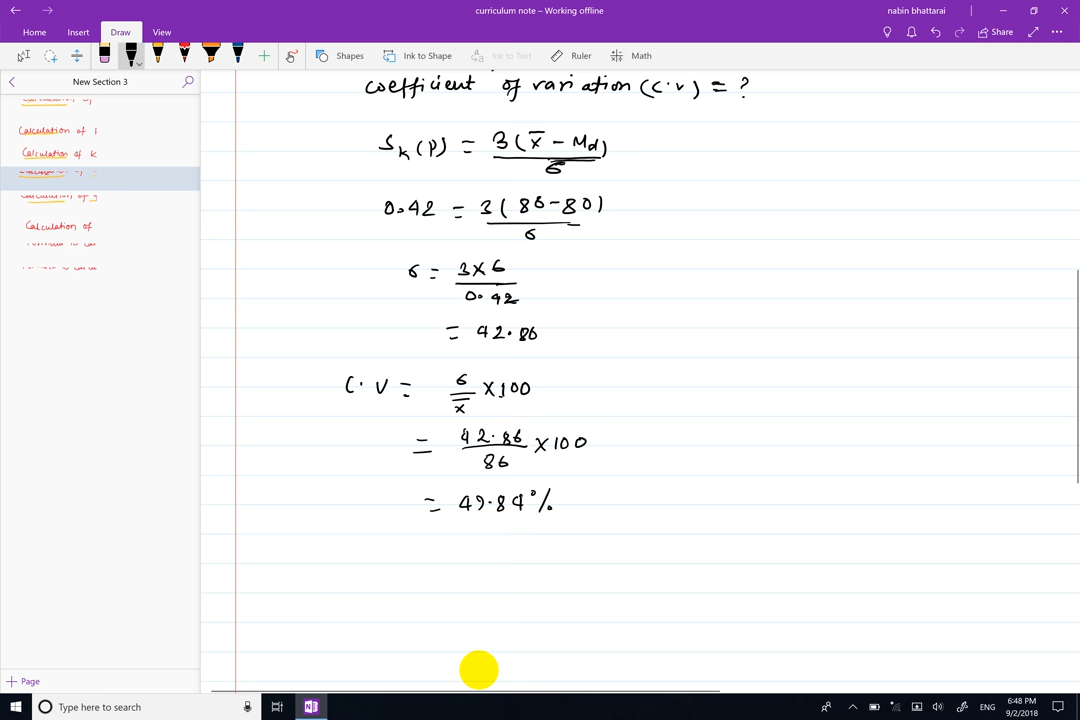 curriculum note – Working offline
nabin bhattarai
Home Insert Draw View
Share
Shapes Ink to Shape Ink to Text Ruler Math
New Section 3
coefficient of variation (C.V) = ?
Calculation of
Calculation of k
Calculation of
Sk(P) = 3(x̄ - Md)
σ
0.42 = 3(86-80)
σ
σ = 3×6
0.42
= 42.86
C.V = σ ×100
x̄
= 42.86 ×100
86
= 49.84%
+ Page
Type here to search
ENG
6:48 PM
9/2/2018